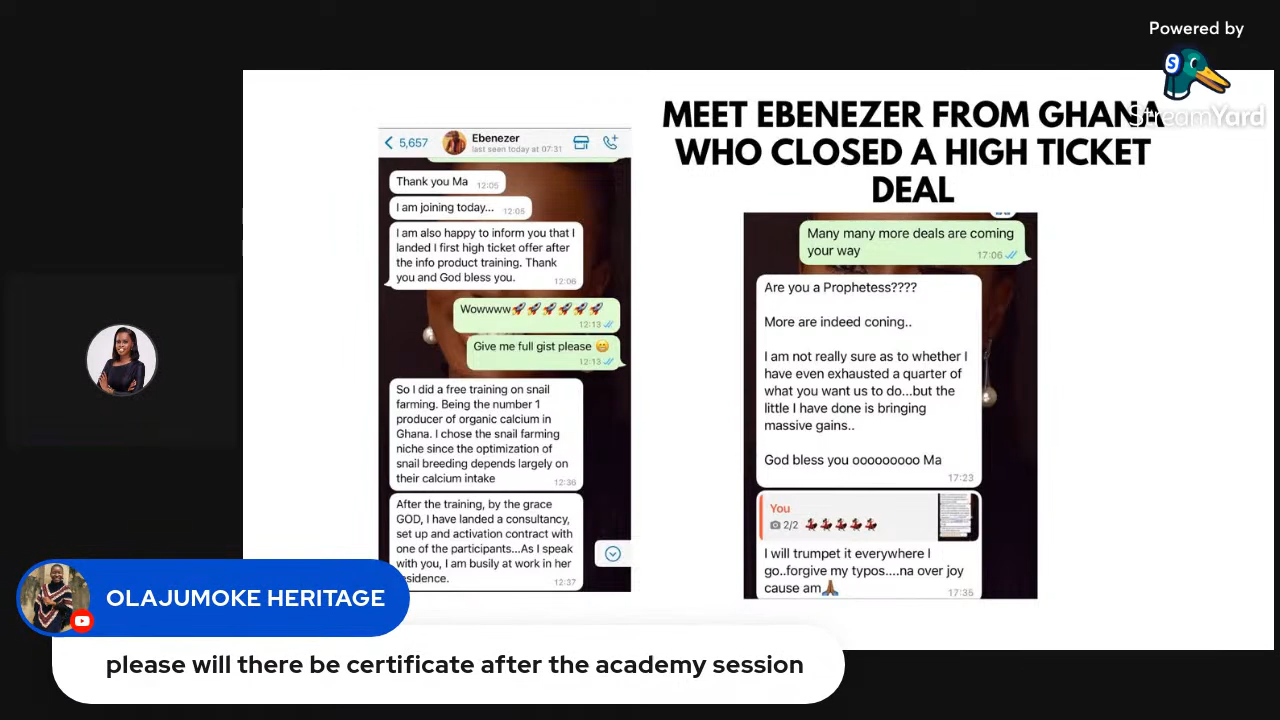 Powered by
StreamYard
MEET EBENEZER FROM GHANA
WHO CLOSED A HIGH TICKET
DEAL
5,657
Ebenezer
last seen today at 07:31
Thank you Ma
12:05
I am joining today...
12:05
I am also happy to inform you that I
landed I first high ticket offer after
the info product training. Thank
you and God bless you.
12:06
Wowwww🚀🚀🚀🚀🚀🚀
12:13
Give me full gist please 😁
12:13
So I did a free training on snail
farming. Being the number 1
producer of organic calcium in
Ghana. I chose the snail farming
niche since the optimization of
snail breeding depends largely on
their calcium intake
12:36
After the training, by the grace
GOD, I have landed a consultancy,
set up and activation contract with
one of the participants...As I speak
with you, I am busily at work in her
esidence.
12:37
Many many more deals are coming
your way
17:06
Are you a Prophetess????
More are indeed coning..
I am not really sure as to whether I
have even exhausted a quarter of
what you want us to do...but the
little I have done is bringing
massive gains..
God bless you ooooooooo Ma
17:23
You
2/2 💃🏿💃🏿💃🏿💃🏿💃🏿
I will trumpet it everywhere I
go..forgive my typos....na over joy
cause am🙏🏾
17:35
OLAJUMOKE HERITAGE
please will there be certificate after the academy session